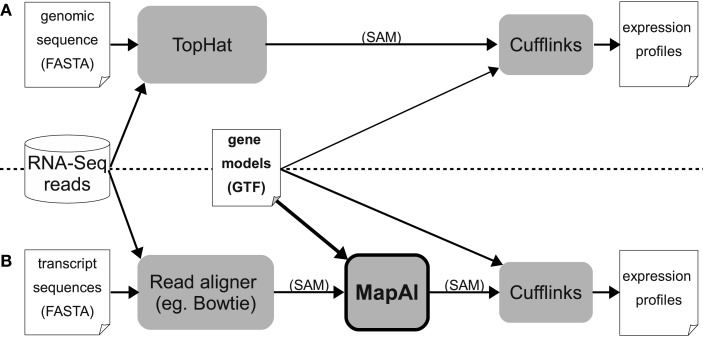 A
genomic
sequence
(FASTA)
TopHat
(SAM)
Cufflinks
expression
profiles
RNA-Seq
reads
gene
models
(GTF)
B
transcript
sequences
(FASTA)
Read aligner
(eg. Bowtie)
(SAM)
MapAl
(SAM)
Cufflinks
expression
profiles